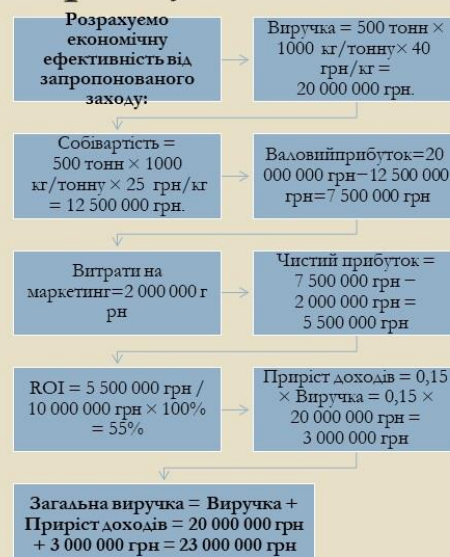 Розрахуємо
економічну
ефективність від
запропонованого
заходу:
Виручка = 500 тонн ×
1000 кг/тонну× 40
грн/кг =
20 000 000 грн.
Собівартість =
500 тонн × 1000
кг/тонну × 25 грн/кг
= 12 500 000 грн.
Валовийприбуток=20
000 000 грн−12 500 000
грн=7 500 000 грн
Витрати на
маркетинг=2 000 000 г
рн
Чистий прибуток =
7 500 000 грн −
2 000 000 грн =
5 500 000 грн
ROI = 5 500 000 грн /
10 000 000 грн × 100%
= 55%
Приріст доходів = 0,15
× Виручка = 0,15 ×
20 000 000 грн =
3 000 000 грн
Загальна виручка = Виручка +
Приріст доходів = 20 000 000 грн
+ 3 000 000 грн = 23 000 000 грн